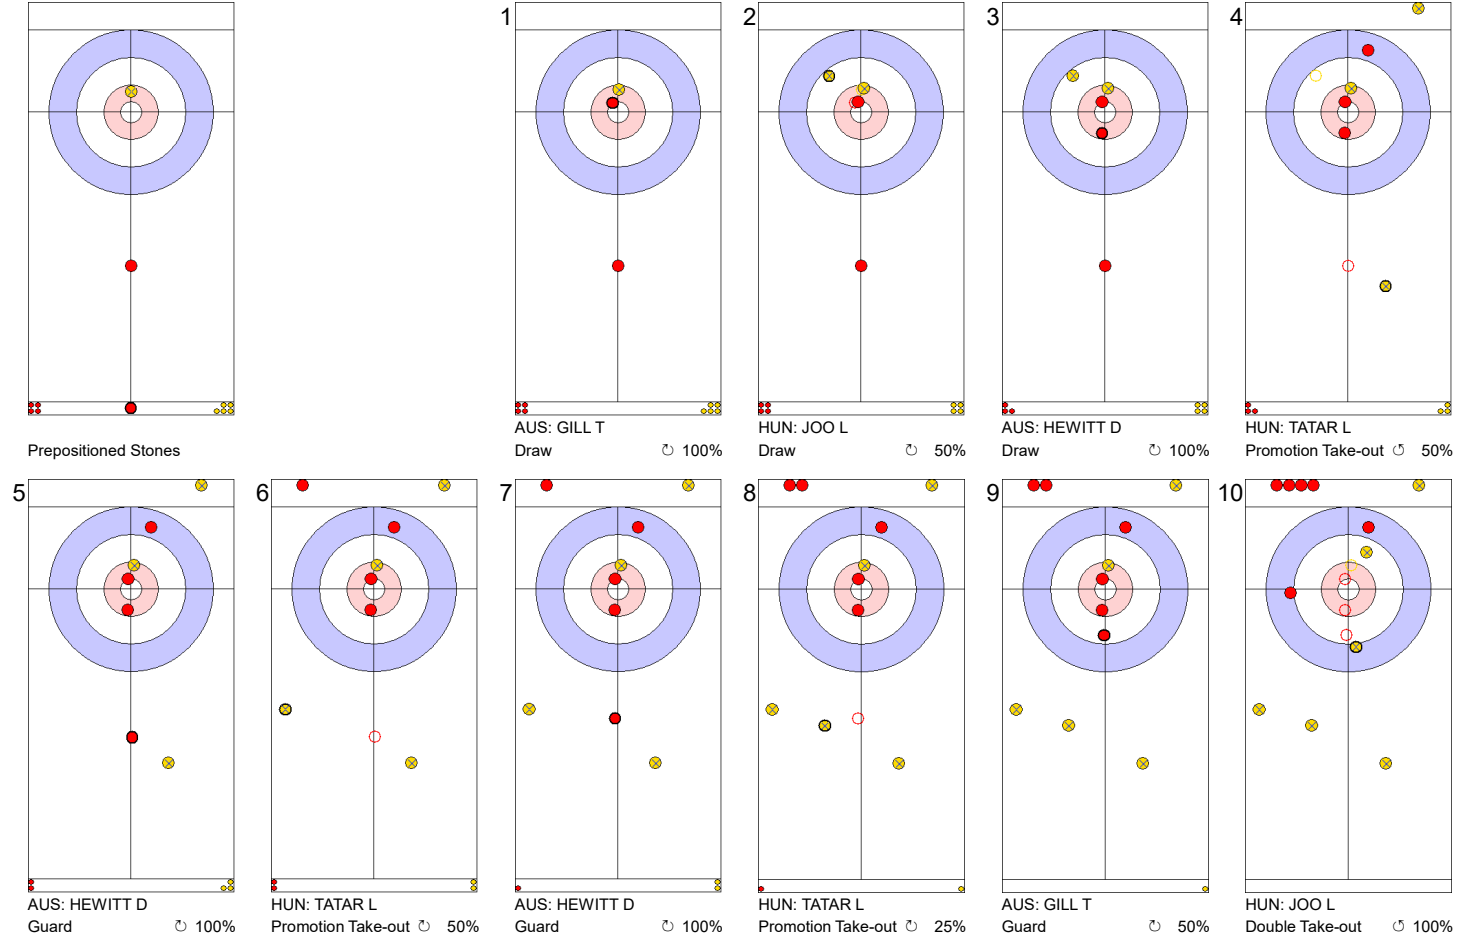 1
2
3
4
Prepositioned Stones
AUS: GILL T
Draw ↻ 100%
HUN: JOO L
Draw ↻ 50%
AUS: HEWITT D
Draw ↻ 100%
HUN: TATAR L
Promotion Take-out ↺ 50%
5
6
7
8
9
10
AUS: HEWITT D
Guard ↻ 100%
HUN: TATAR L
Promotion Take-out ↻ 50%
AUS: HEWITT D
Guard ↻ 100%
HUN: TATAR L
Promotion Take-out ↻ 25%
AUS: GILL T
Guard ↻ 50%
HUN: JOO L
Double Take-out ↺ 100%